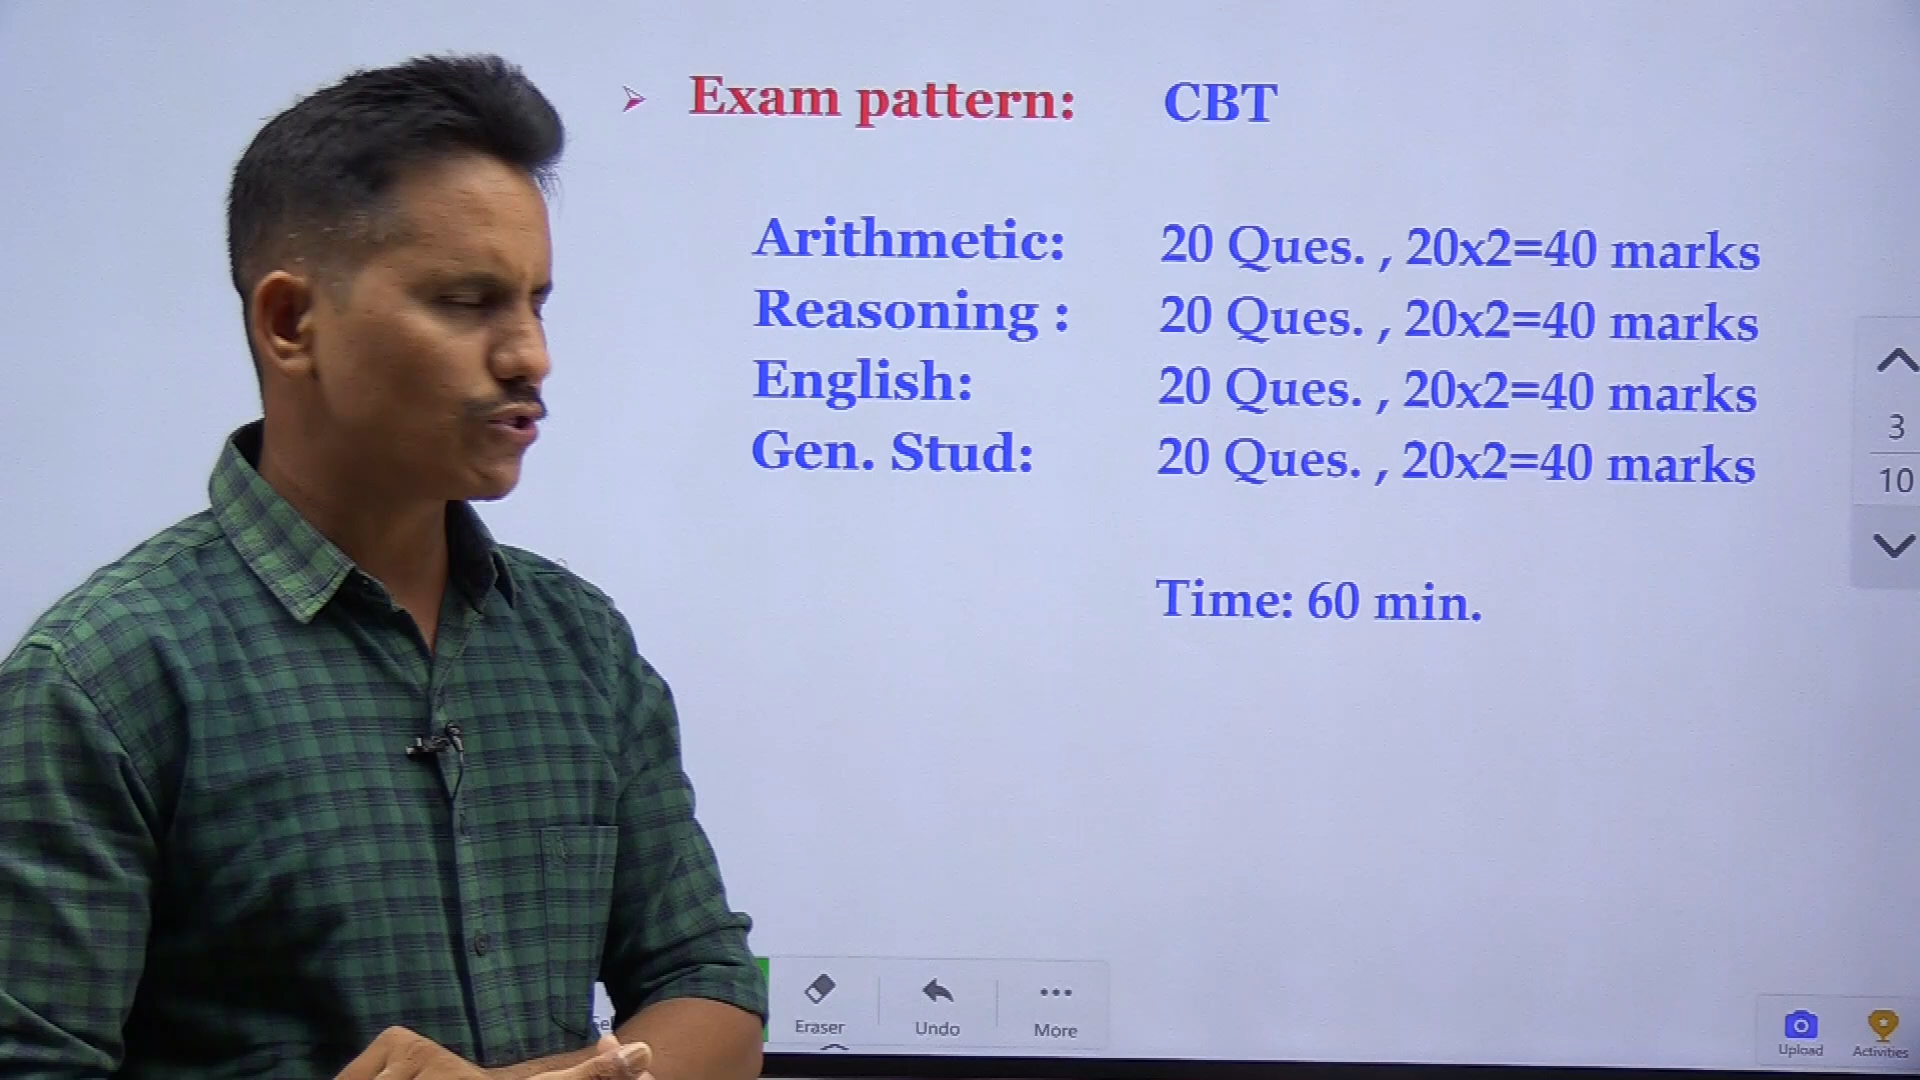 Exam pattern: CBT
Arithmetic: 20 Ques. , 20x2=40 marks
Reasoning : 20 Ques. , 20x2=40 marks
English: 20 Ques. , 20x2=40 marks
Gen. Stud: 20 Ques. , 20x2=40 marks
3
10
Time: 60 min.
Eraser
Undo
More
Upload
Activities